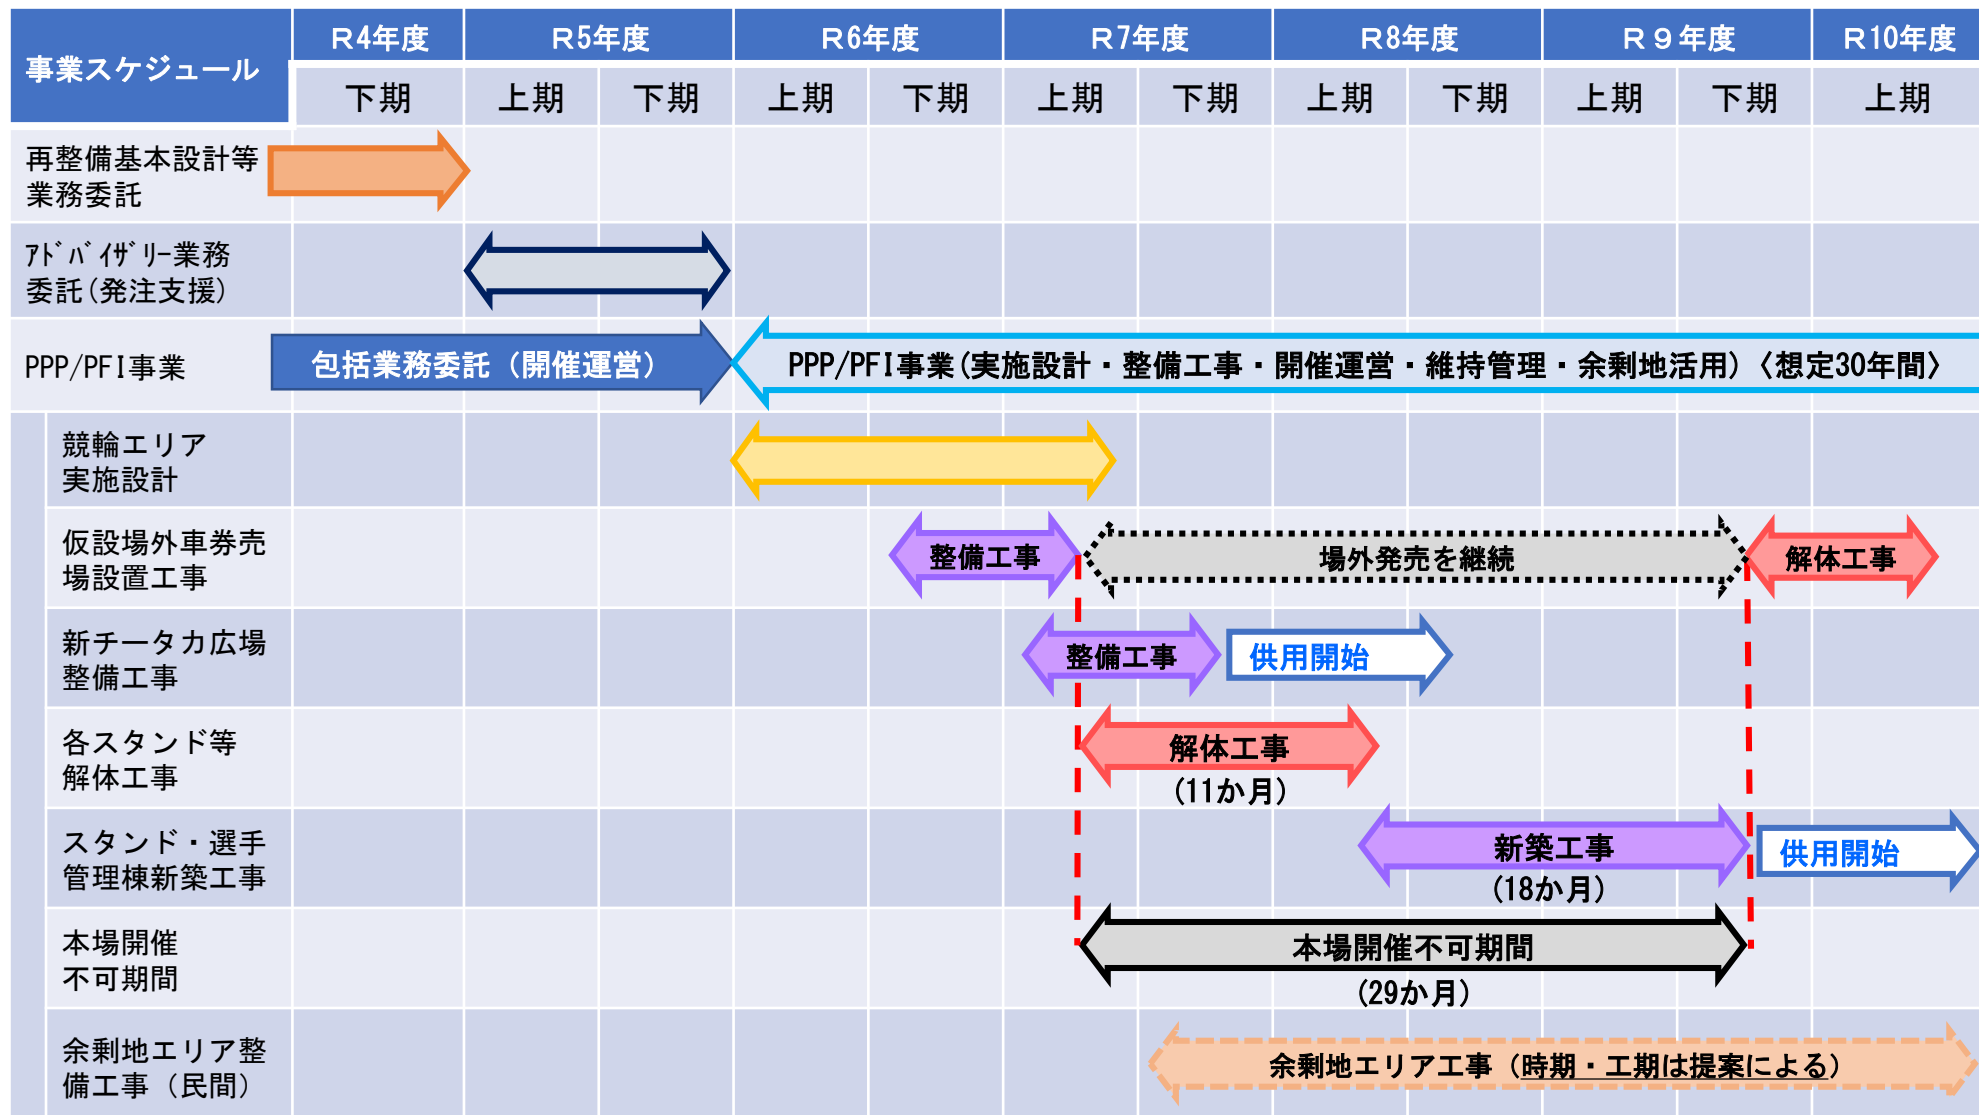 事業スケジュール
R4年度 R5年度 R6年度 R7年度 R8年度 R９年度 R10年度
下期 上期 下期 上期 下期 上期 下期 上期 下期 上期 下期 上期
再整備基本設計等
業務委託
ｱﾄﾞﾊﾞｲｻﾞﾘｰ業務
委託(発注支援)
PPP/PFI事業
包括業務委託（開催運営）
PPP/PFI事業(実施設計・整備工事・開催運営・維持管理・余剰地活用)〈想定30年間〉
競輪エリア
実施設計
仮設場外車券売
場設置工事
整備工事
場外発売を継続
解体工事
新チータカ広場
整備工事
整備工事
供用開始
各スタンド等
解体工事
解体工事
(11か月)
スタンド・選手
管理棟新築工事
新築工事
(18か月)
供用開始
本場開催
不可期間
本場開催不可期間
(29か月)
余剰地エリア整
備工事（民間）
余剰地エリア工事（時期・工期は提案による）